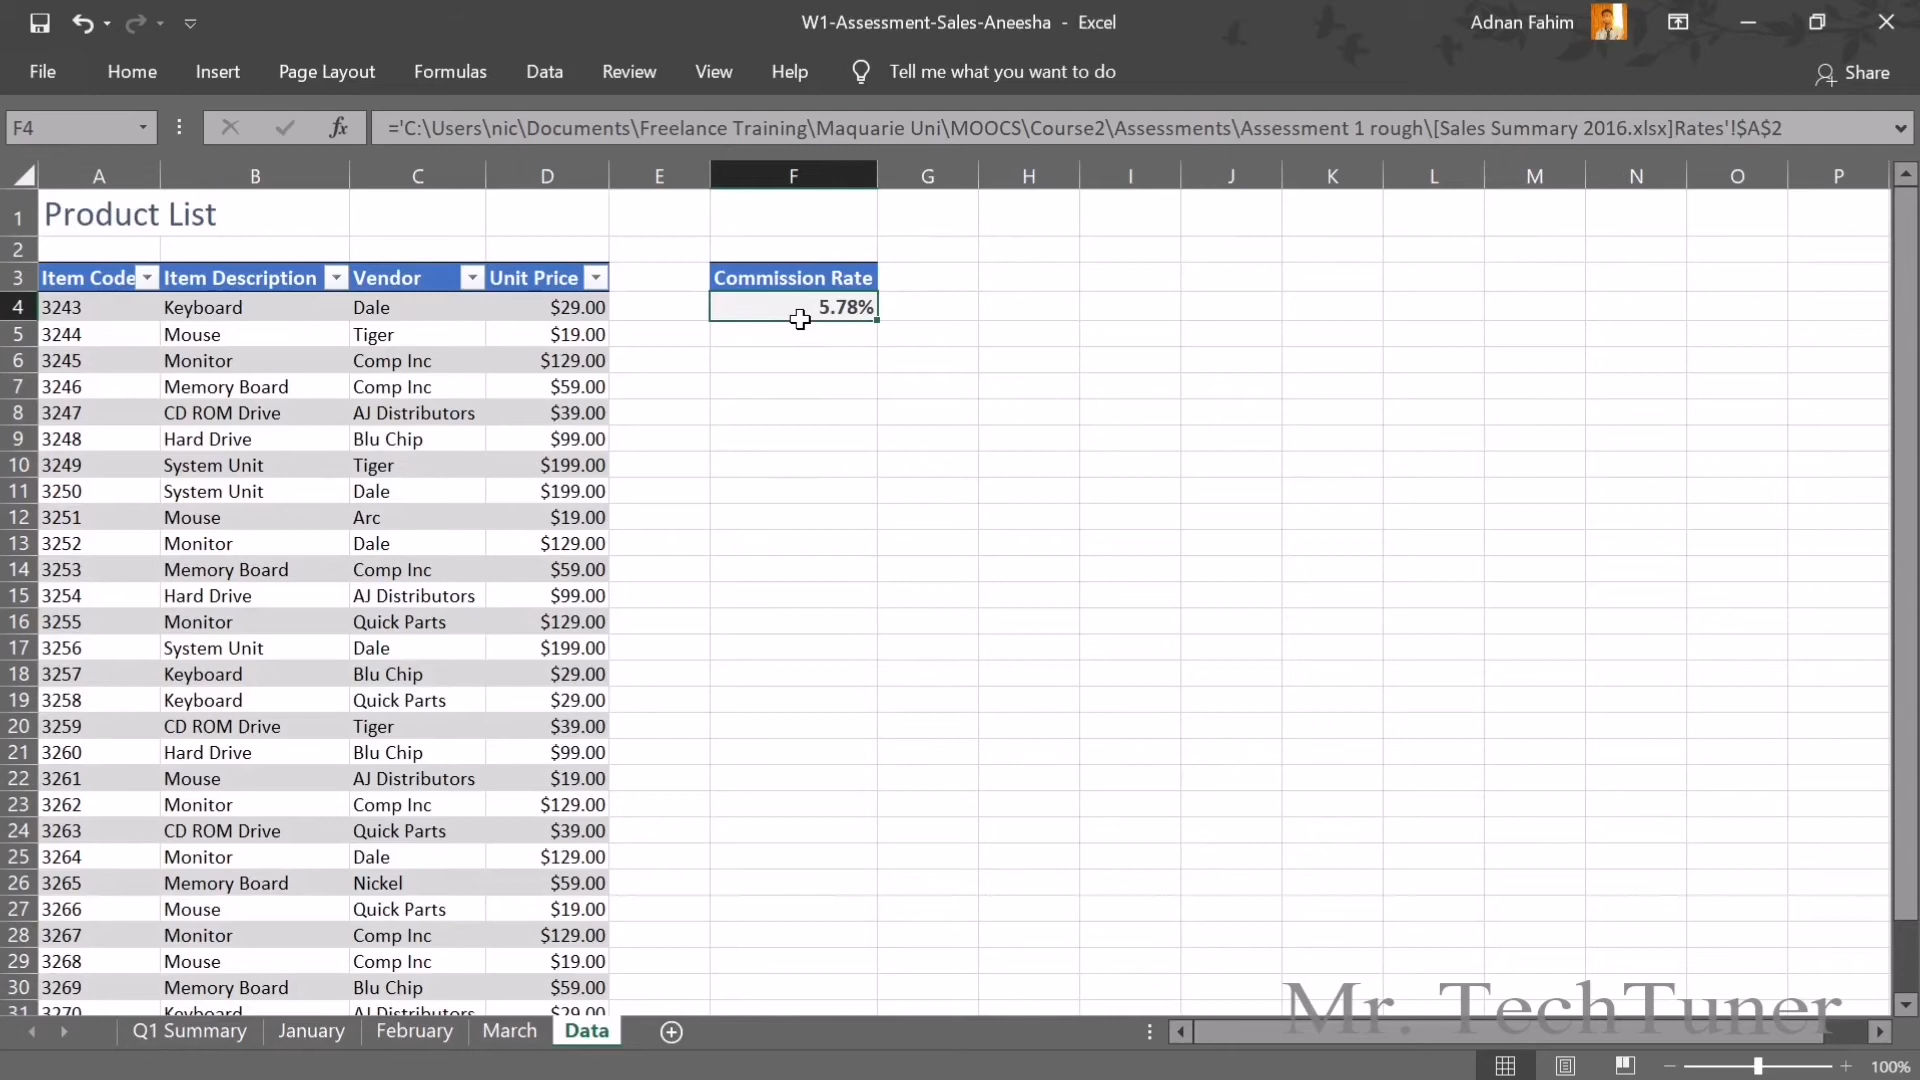 W1-Assessment-Sales-Aneesha - Excel
Adnan Fahim
File Home Insert Page Layout Formulas Data Review View Help Tell me what you want to do Share
F4 fx ='C:\Users\nic\Documents\Freelance Training\Maquarie Uni\MOOCS\Course2\Assessments\Assessment 1 rough\[Sales Summary 2016.xlsx]Rates'!$A$2
A B C D E F G H I J K L M N O P
1 Product List
2
3 Item Code Item Description Vendor Unit Price Commission Rate
4 3243 Keyboard Dale $29.00 5.78%
5 3244 Mouse Tiger $19.00
6 3245 Monitor Comp Inc $129.00
7 3246 Memory Board Comp Inc $59.00
8 3247 CD ROM Drive AJ Distributors $39.00
9 3248 Hard Drive Blu Chip $99.00
10 3249 System Unit Tiger $199.00
11 3250 System Unit Dale $199.00
12 3251 Mouse Arc $19.00
13 3252 Monitor Dale $129.00
14 3253 Memory Board Comp Inc $59.00
15 3254 Hard Drive AJ Distributors $99.00
16 3255 Monitor Quick Parts $129.00
17 3256 System Unit Dale $199.00
18 3257 Keyboard Blu Chip $29.00
19 3258 Keyboard Quick Parts $29.00
20 3259 CD ROM Drive Tiger $39.00
21 3260 Hard Drive Blu Chip $99.00
22 3261 Mouse AJ Distributors $19.00
23 3262 Monitor Comp Inc $129.00
24 3263 CD ROM Drive Quick Parts $39.00
25 3264 Monitor Dale $129.00
26 3265 Memory Board Nickel $59.00
27 3266 Mouse Quick Parts $19.00
28 3267 Monitor Comp Inc $129.00
29 3268 Mouse Comp Inc $19.00
30 3269 Memory Board Blu Chip $59.00
31 3270 Keyboard AJ Distributors $29.00
Mr. TechTuner
Q1 Summary January February March Data
100%